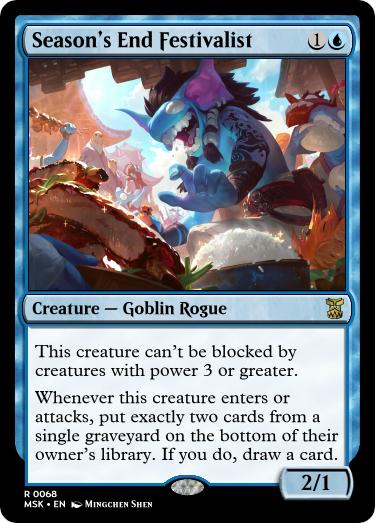 Season's End Festivalist 1
Creature — Goblin Rogue
This creature can't be blocked by
creatures with power 3 or greater.
Whenever this creature enters or
attacks, put exactly two cards from a
single graveyard on the bottom of their
owner's library. If you do, draw a card.
2/1
R 0068
MSK • EN Mingchen Shen